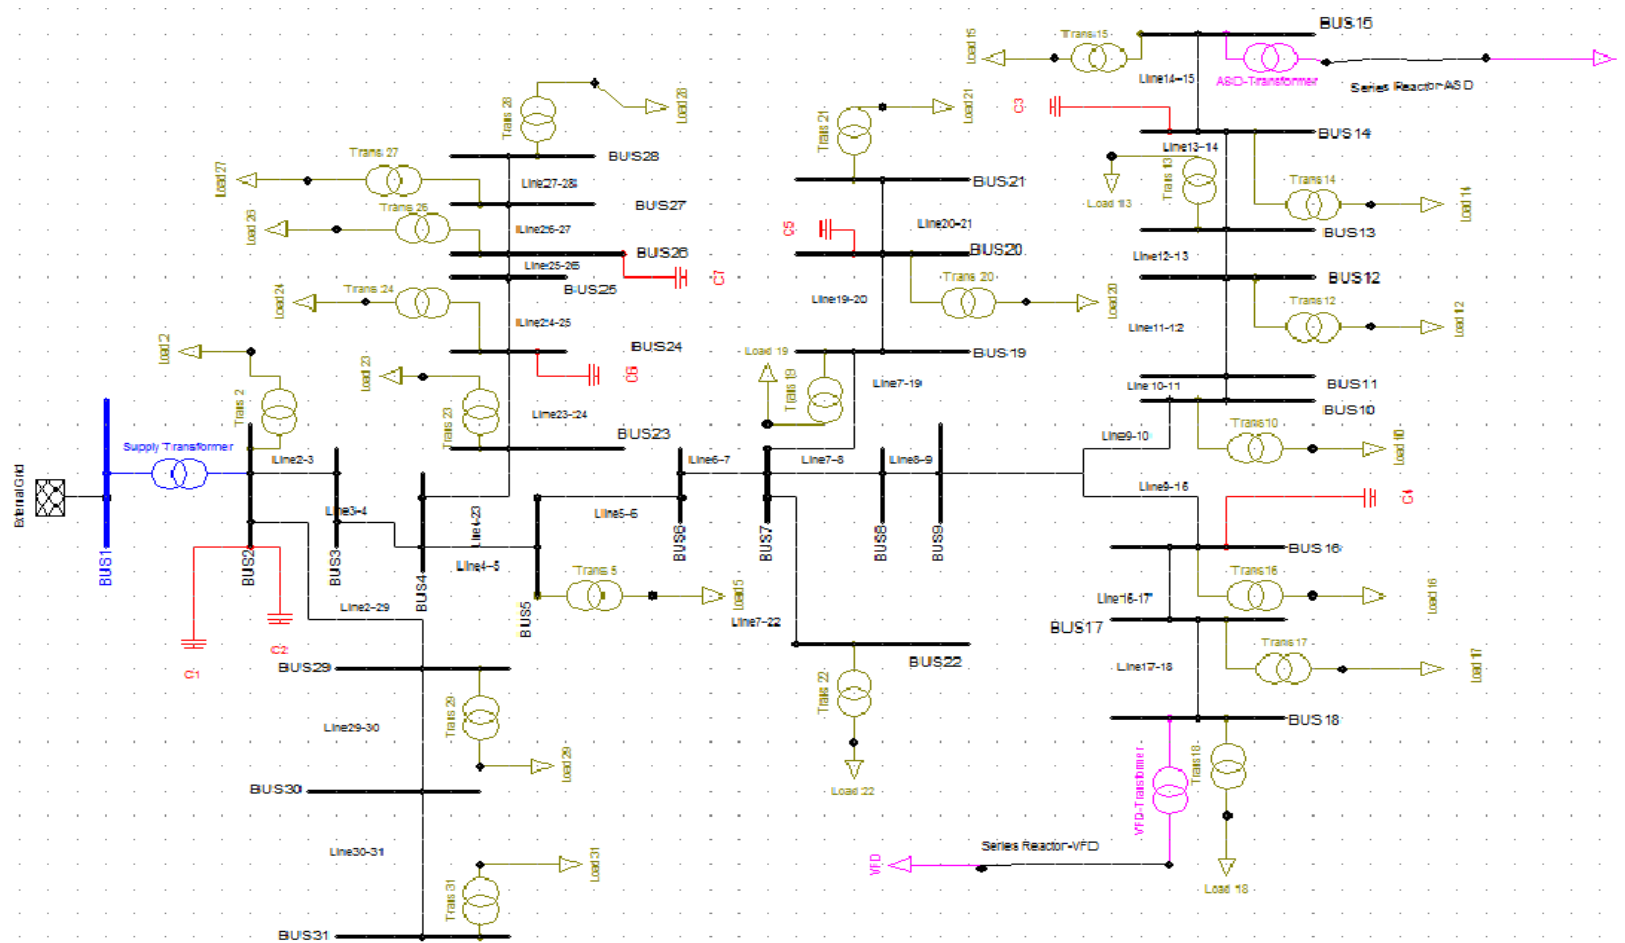 BUS15
Trans 15
Load 15
Line14-15
ASD-Transformer
Series Reactor-ASD
Trans 28
Load 28
Trans 21
Load 21
C3
BUS14
Line13-14
Trans 27
Load 27
BUS28
Line27-28
BUS21
Load 13
Trans 13
Trans 14
Load 14
BUS27
Trans 26
Load 26
Line26-27
C5
Line20-21
BUS13
BUS26
C7
Line25-26
BUS20
Line12-13
BUS25
Trans 24
Load 24
Trans 20
Load 20
Line19-20
BUS12
Trans 12
Load 12
Line24-25
Line11-12
BUS24
C6
Load 2
Load 23
Load 19
BUS19
Line7-19
Trans 2
Trans 23
Line23-24
Trans 19
BUS11
Line10-11
BUS10
BUS23
Trans10
Load 10
Line9-10
Supply Transformer
Line2-3
Line6-7
Line7-8
Line8-9
External Grid
Line3-4
Line4-23
Line5-6
Line9-16
C4
BUS1
BUS2
BUS3
BUS4
Line4-5
BUS5
BUS6
BUS7
BUS8
BUS9
BUS16
Trans 5
Load 5
Trans16
Load 16
C1
C2
Line2-29
Line7-22
Line16-17
BUS17
BUS29
BUS22
Line17-18
Trans17
Load 17
Trans 29
Load 29
Line29-30
Trans 22
Load 22
BUS18
VFD-Transformer
Trans18
Load 18
BUS30
Line30-31
Series Reactor-VFD
VFD
Trans 31
Load 31
BUS31